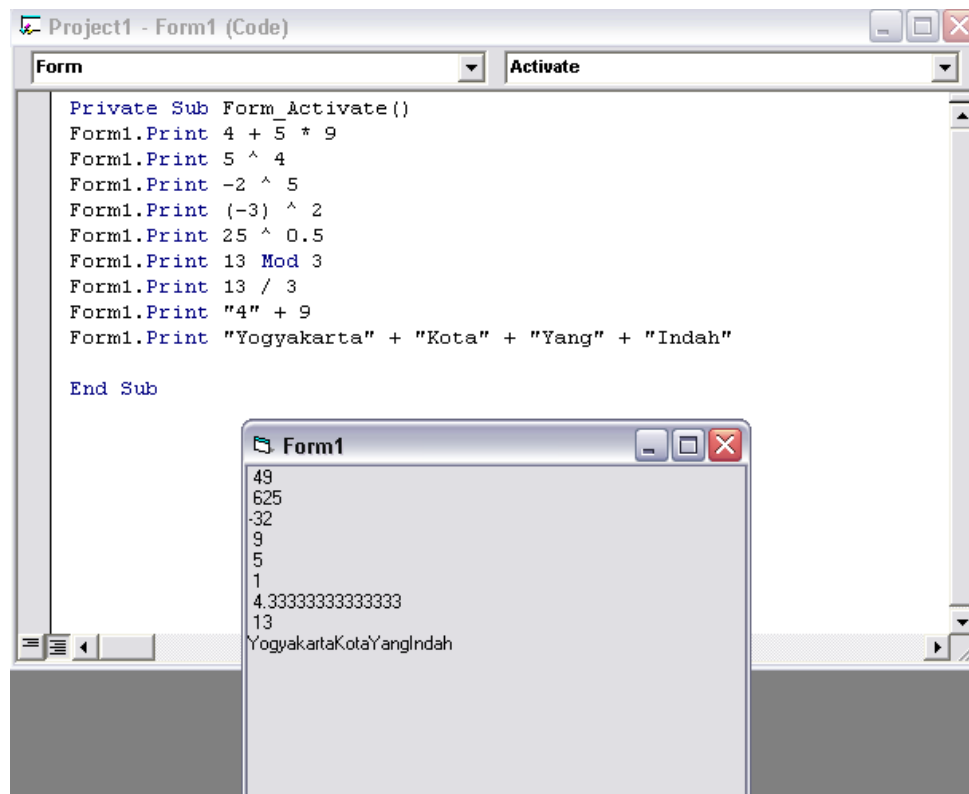 Project1 - Form1 (Code)
Form Activate
Private Sub Form_Activate()
Form1.Print 4 + 5 * 9
Form1.Print 5 ^ 4
Form1.Print -2 ^ 5
Form1.Print (-3) ^ 2
Form1.Print 25 ^ 0.5
Form1.Print 13 Mod 3
Form1.Print 13 / 3
Form1.Print "4" + 9
Form1.Print "Yogyakarta" + "Kota" + "Yang" + "Indah"
End Sub
Form1
49
625
-32
9
5
1
4.33333333333333
13
YogyakartaKotaYangIndah